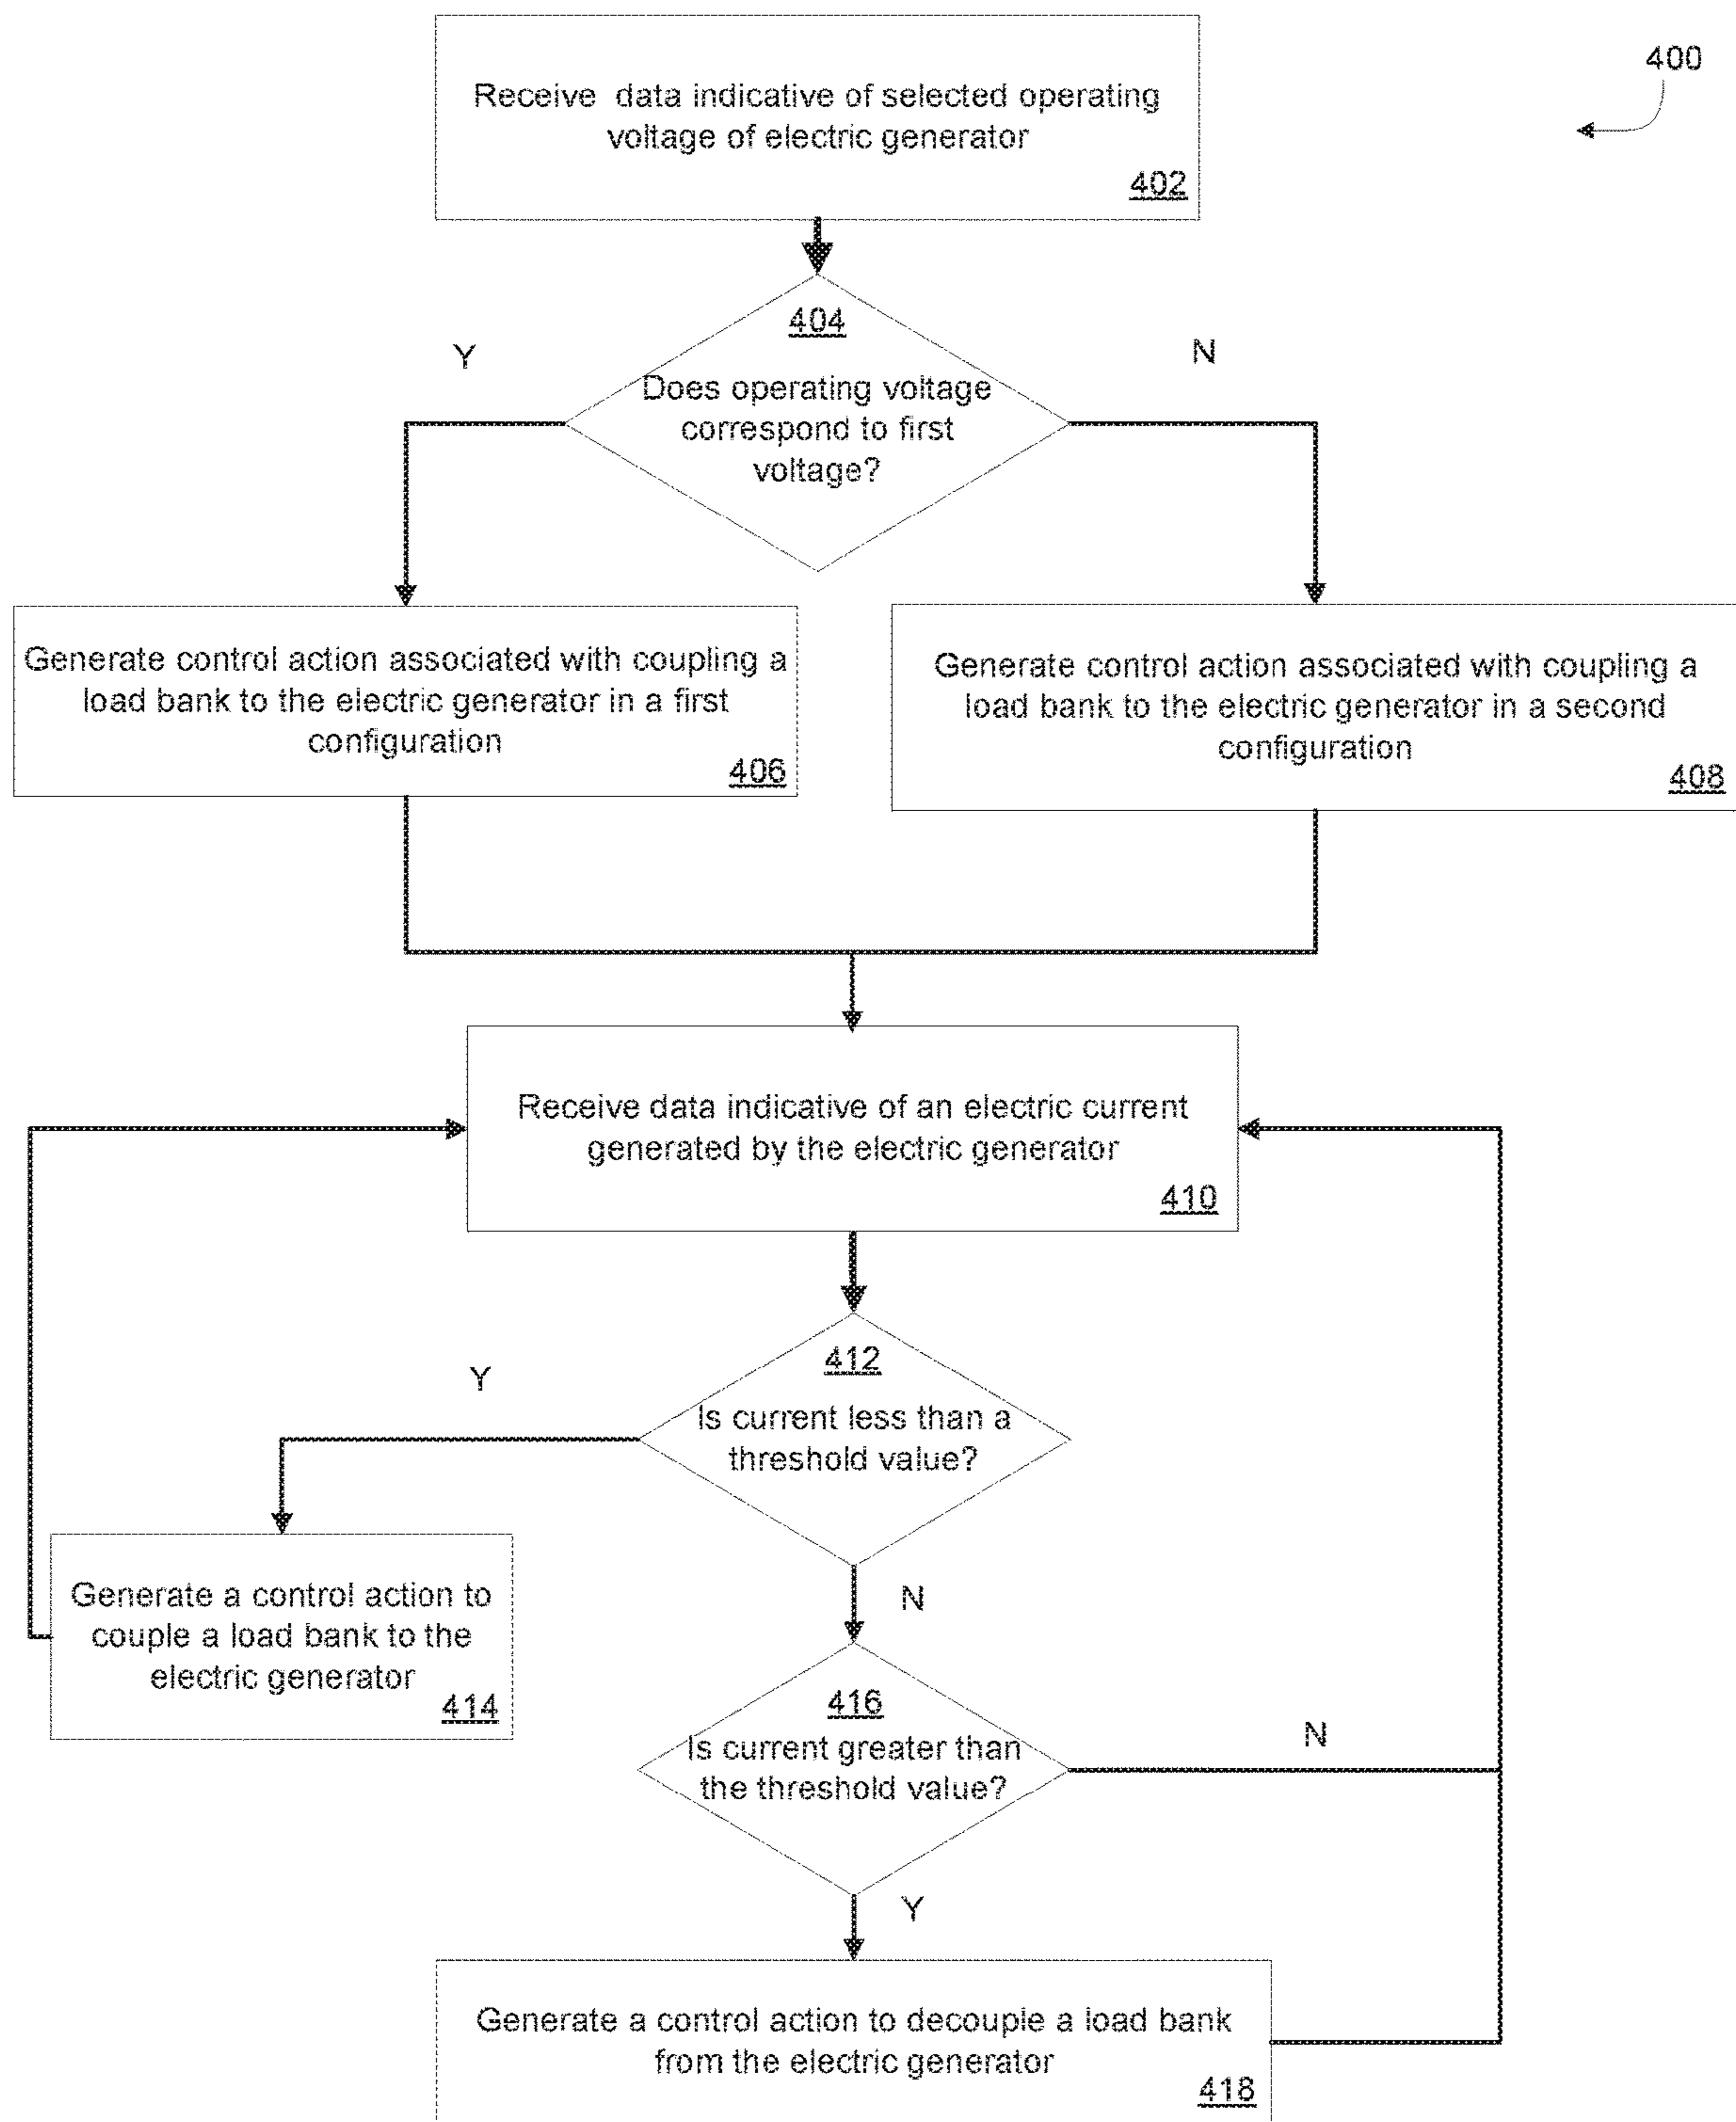 Receive data indicative of selected operating
voltage of electric generator
402
400
404
Y
N
Does operating voltage
correspond to first
voltage?
Generate control action associated with coupling a
load bank to the electric generator in a first
configuration
406
Generate control action associated with coupling a
load bank to the electric generator in a second
configuration
408
Receive data indicative of an electric current
generated by the electric generator
410
412
Y
Is current less than a
threshold value?
N
Generate a control action to
couple a load bank to the
electric generator
414
416
Is current greater than
the threshold value?
N
Y
Generate a control action to decouple a load bank
from the electric generator
418